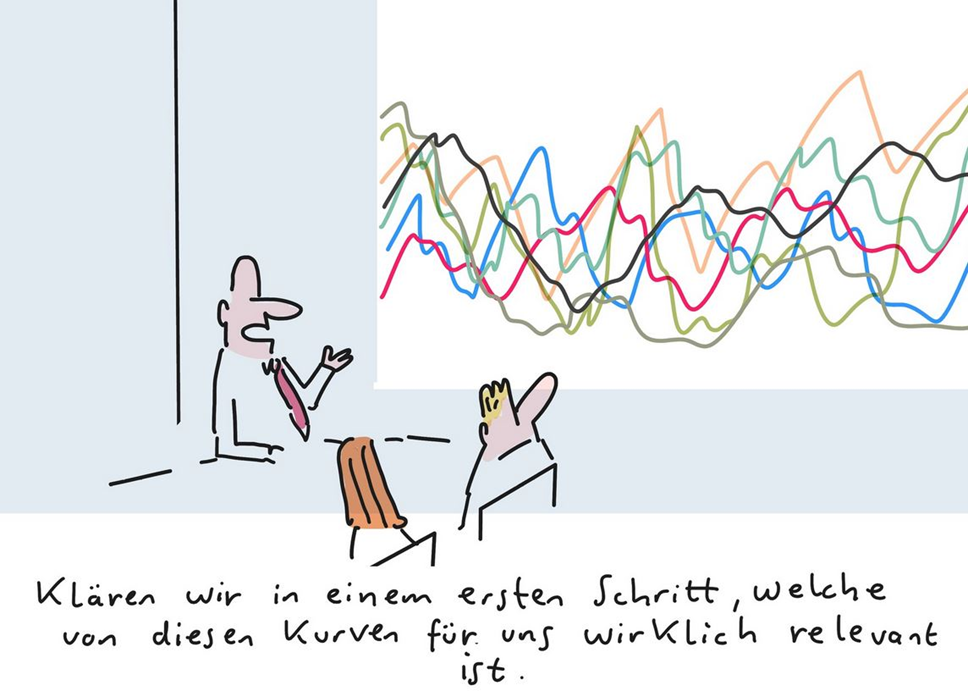 Klären wir in einem ersten Schritt, welche
von diesen Kurven für uns wirklich relevant
ist.